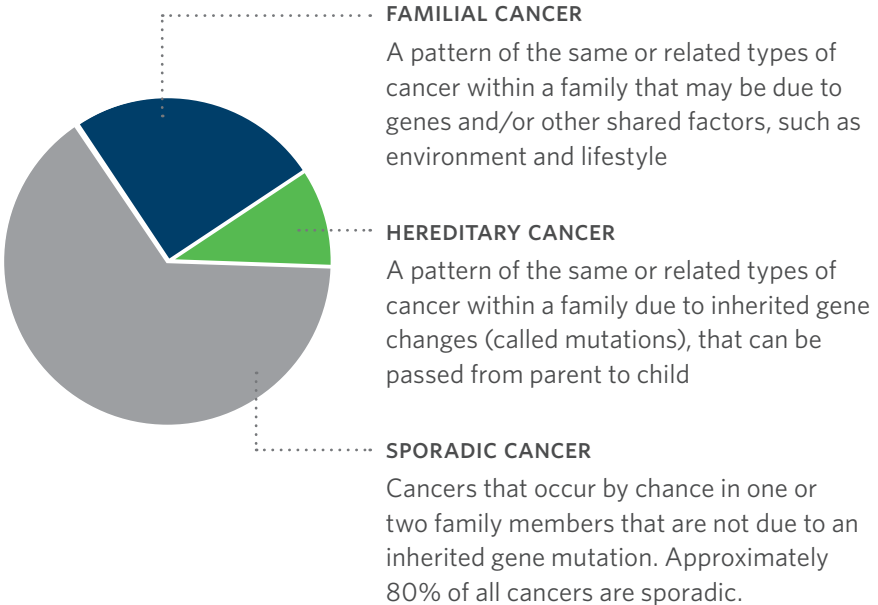 FAMILIAL CANCER
A pattern of the same or related types of
cancer within a family that may be due to
genes and/or other shared factors, such as
environment and lifestyle
HEREDITARY CANCER
A pattern of the same or related types of
cancer within a family due to inherited gene
changes (called mutations), that can be
passed from parent to child
SPORADIC CANCER
Cancers that occur by chance in one or
two family members that are not due to an
inherited gene mutation. Approximately
80% of all cancers are sporadic.